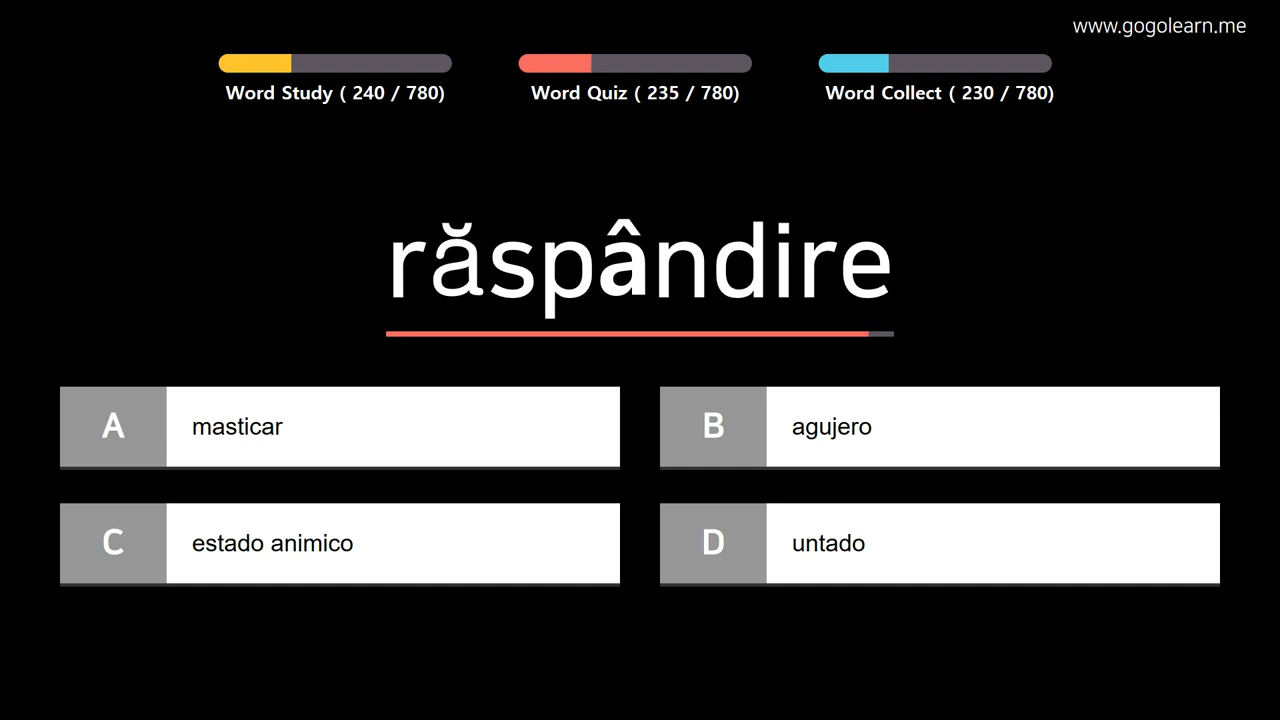 www.gogolearn.me
Word Study ( 240 / 780)
Word Quiz ( 235 / 780)
Word Collect ( 230 / 780)
răspândire
A masticar
B agujero
C estado animico
D untado